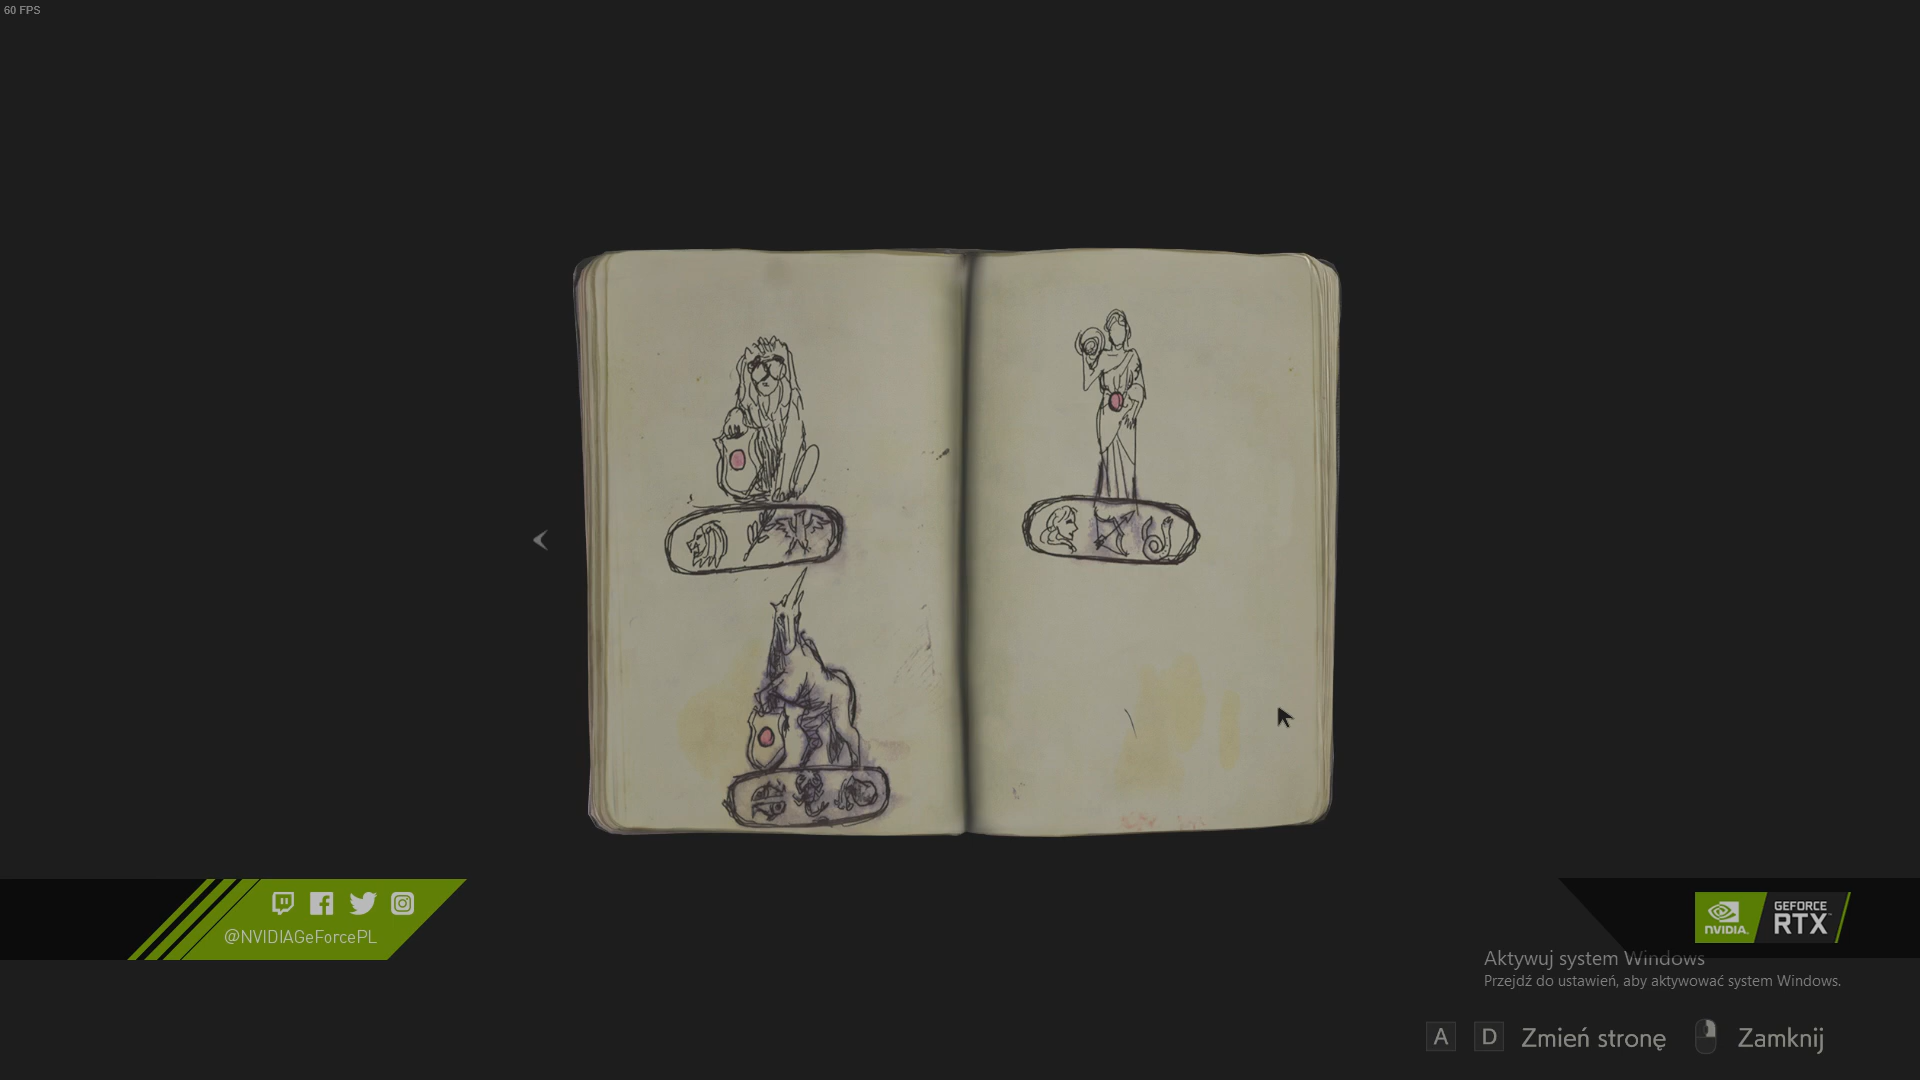 60 FPS
@NVIDIAGeForcePL
NVIDIA.
GEFORCE
RTX
Aktywuj system Windows
Przejdź do ustawień, aby aktywować system Windows.
A D Zmień stronę Zamknij